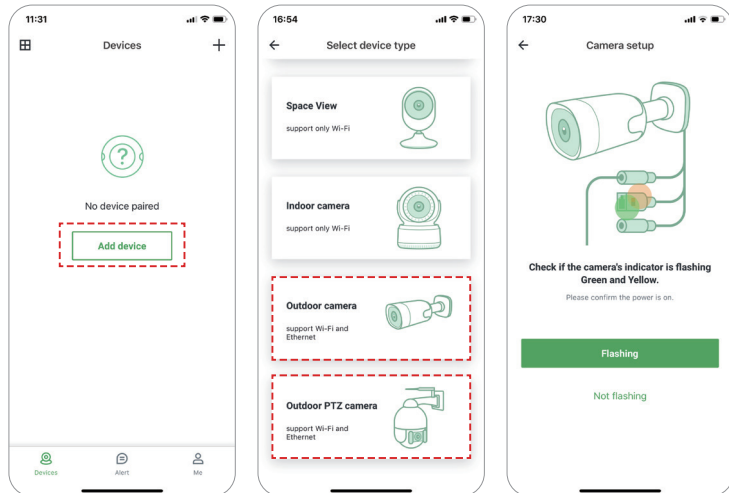 11:31
Devices
?
No device paired
Add device
Devices
Alert
Me
16:54
Select device type
Space View
support only Wi-Fi
Indoor camera
support only Wi-Fi
Outdoor camera
support Wi-Fi and
Ethernet
Outdoor PTZ camera
support Wi-Fi and
Ethernet
17:30
Camera setup
Check if the camera's indicator is flashing
Green and Yellow.
Please confirm the power is on.
Flashing
Not flashing